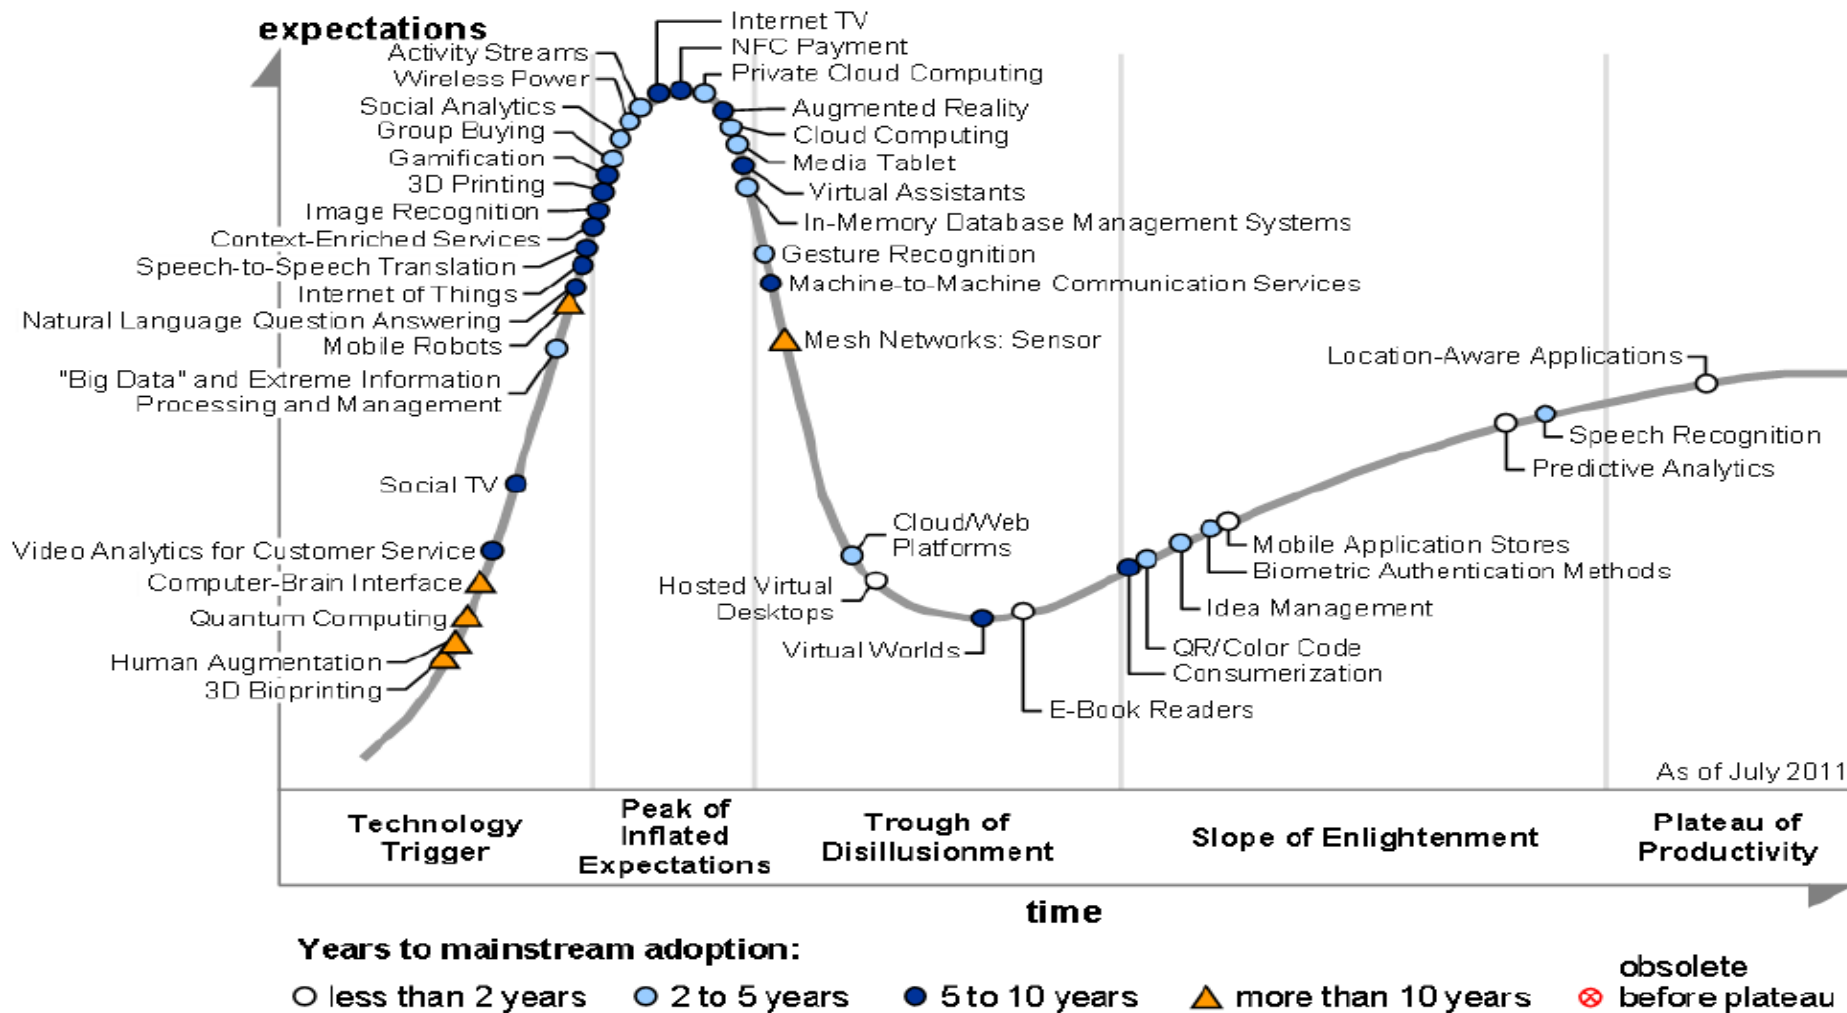 expectations
Activity Streams
Wireless Power
Social Analytics
Group Buying
Gamification
3D Printing
Image Recognition
Context-Enriched Services
Speech-to-Speech Translation
Internet of Things
Natural Language Question Answering
Mobile Robots
"Big Data" and Extreme Information
Processing and Management
Social TV
Video Analytics for Customer Service
Computer-Brain Interface
Quantum Computing
Human Augmentation
3D Bioprinting
Internet TV
NFC Payment
Private Cloud Computing
Augmented Reality
Cloud Computing
Media Tablet
Virtual Assistants
In-Memory Database Management Systems
Gesture Recognition
Machine-to-Machine Communication Services
Mesh Networks: Sensor
Cloud/Web
Platforms
Hosted Virtual
Desktops
Virtual Worlds
E-Book Readers
Location-Aware Applications
Speech Recognition
Predictive Analytics
Mobile Application Stores
Biometric Authentication Methods
Idea Management
QR/Color Code
Consumerization
As of July 2011
Technology
Trigger
Peak of
Inflated
Expectations
Trough of
Disillusionment
Slope of Enlightenment
Plateau of
Productivity
time
Years to mainstream adoption:
less than 2 years
2 to 5 years
5 to 10 years
more than 10 years
obsolete
before plateau